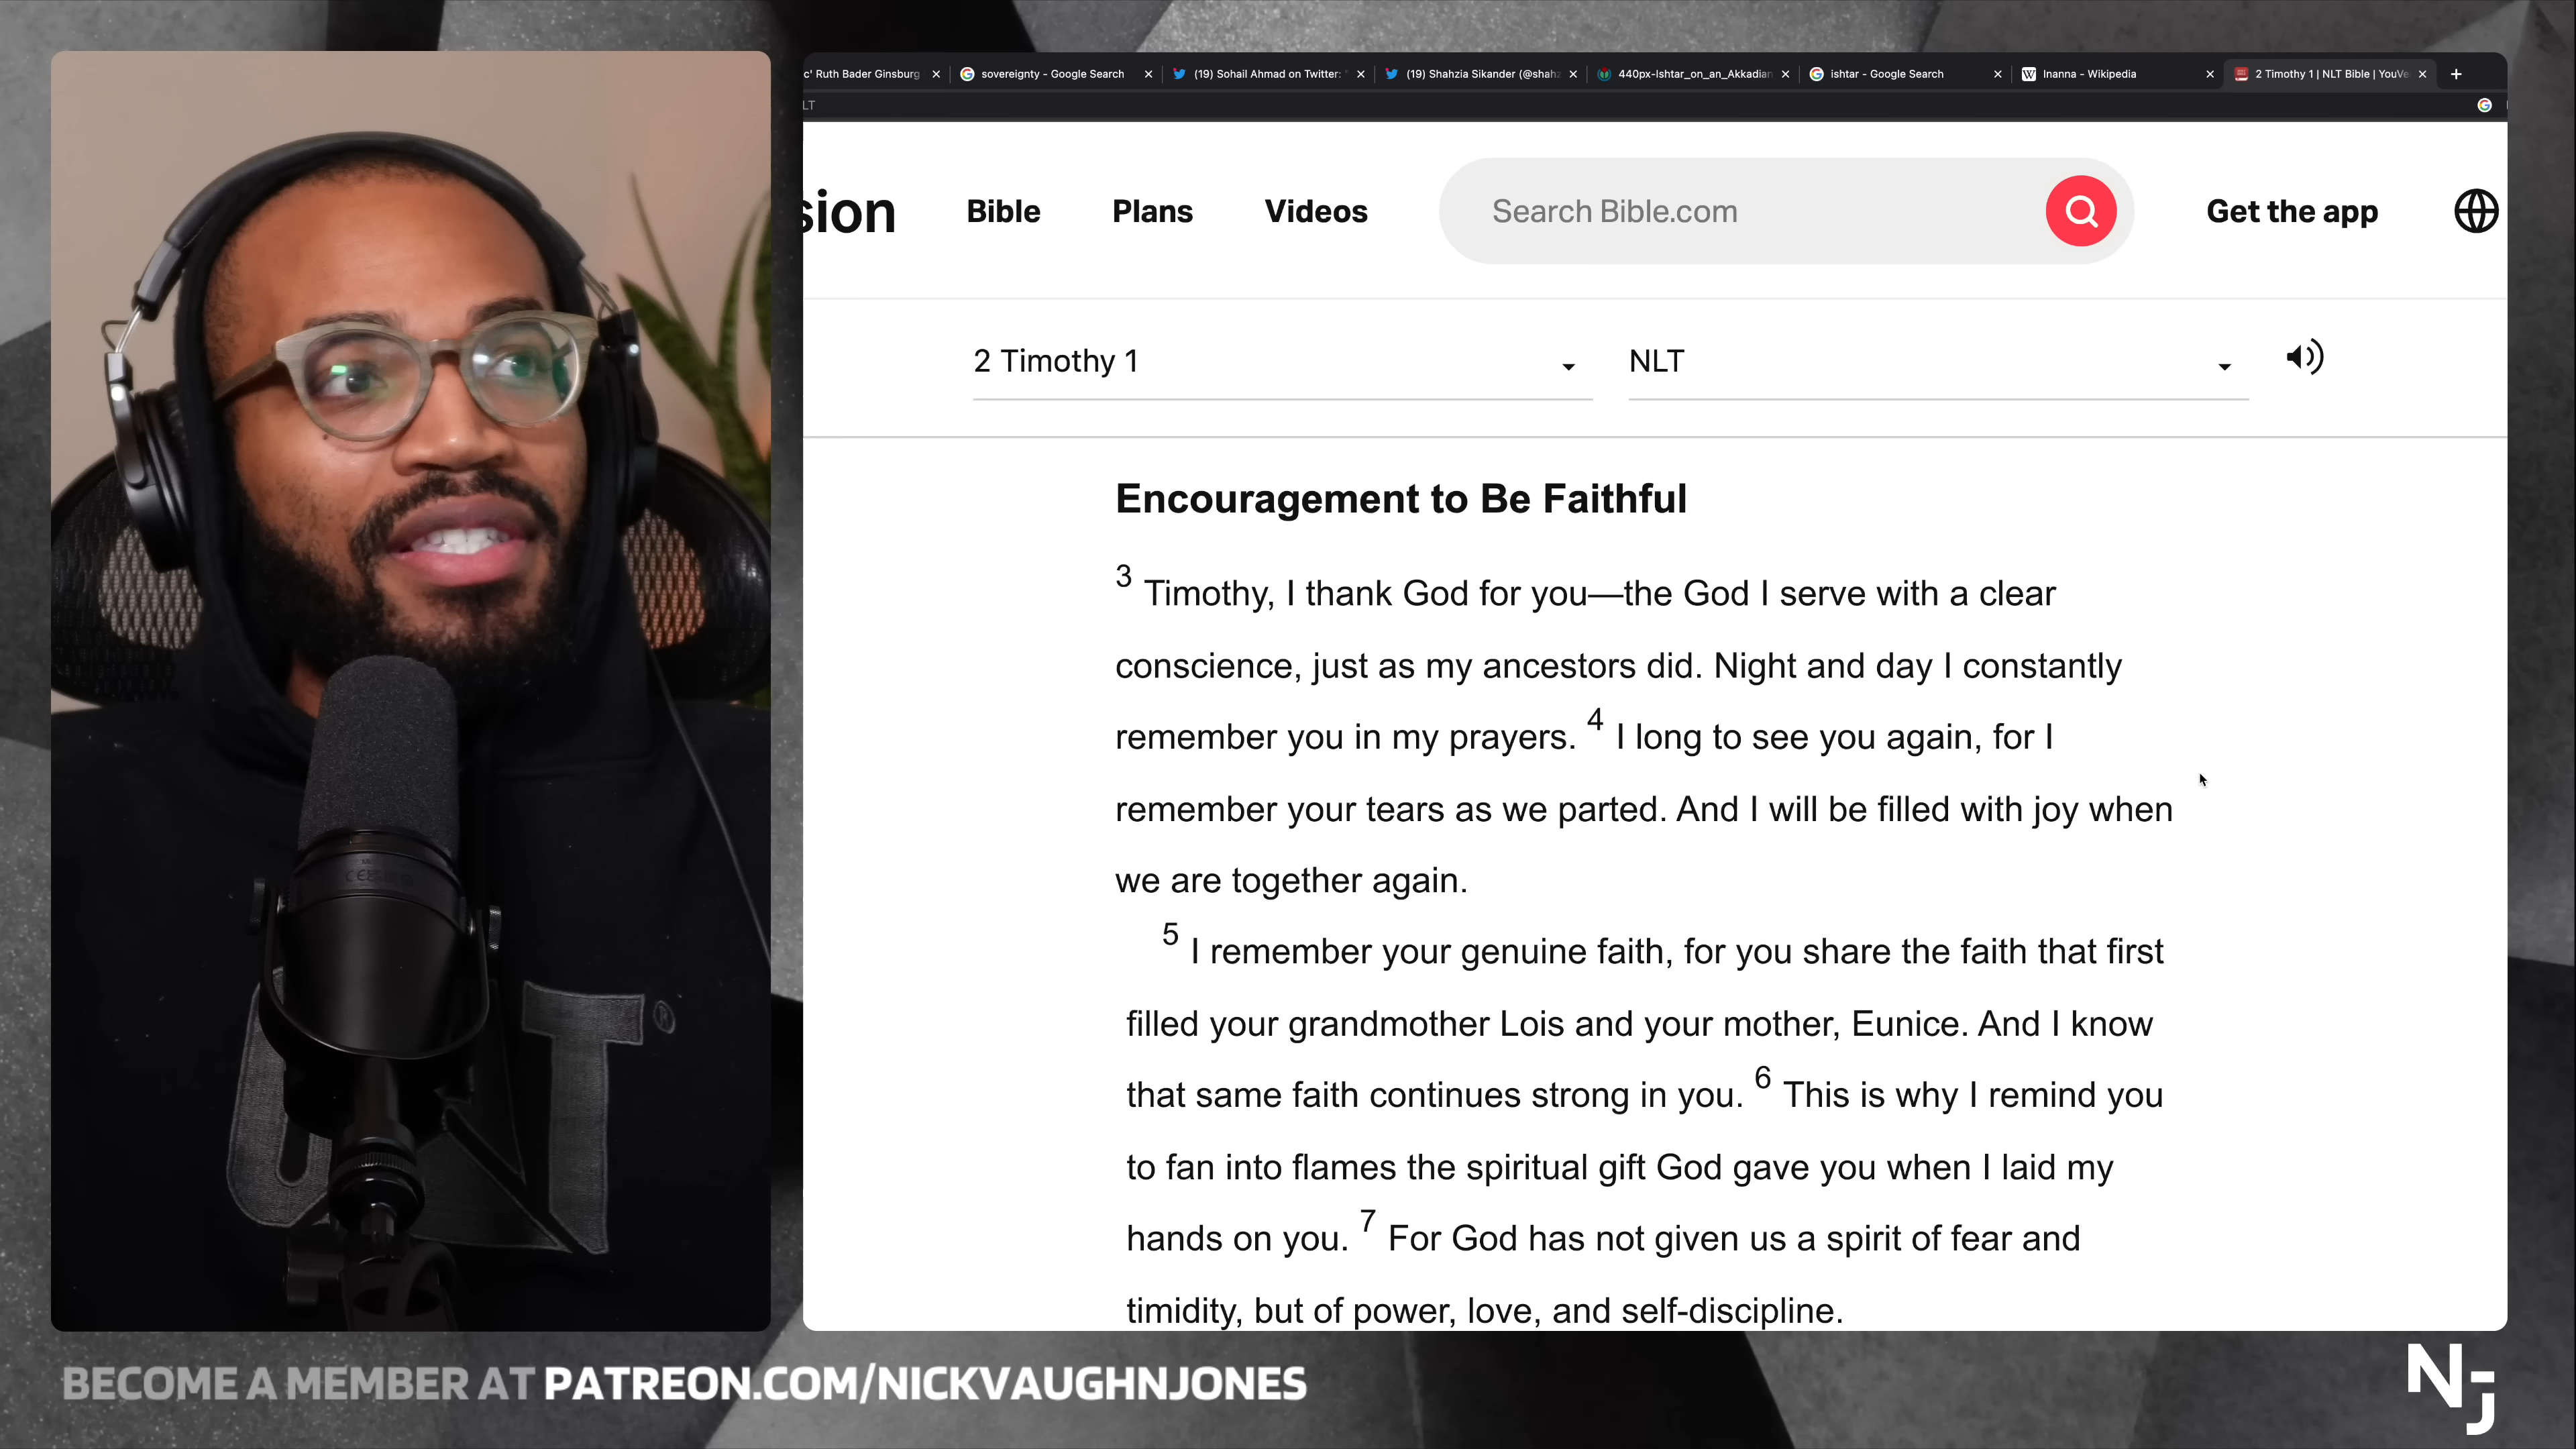 c' Ruth Bader Ginsburg
sovereignty - Google Search
(19) Sohail Ahmad on Twitter: "
(19) Shahzia Sikander (@shahz
440px-Ishtar_on_an_Akkadian
ishtar - Google Search
Inanna - Wikipedia
2 Timothy 1 | NLT Bible | YouVe
LT
sion
Bible
Plans
Videos
Search Bible.com
Get the app
2 Timothy 1
NLT
Encouragement to Be Faithful
3 Timothy, I thank God for you—the God I serve with a clear
conscience, just as my ancestors did. Night and day I constantly
remember you in my prayers. 4 I long to see you again, for I
remember your tears as we parted. And I will be filled with joy when
we are together again.
5 I remember your genuine faith, for you share the faith that first
filled your grandmother Lois and your mother, Eunice. And I know
that same faith continues strong in you. 6 This is why I remind you
to fan into flames the spiritual gift God gave you when I laid my
hands on you. 7 For God has not given us a spirit of fear and
timidity, but of power, love, and self-discipline.
BECOME A MEMBER AT PATREON.COM/NICKVAUGHNJONES
NJ